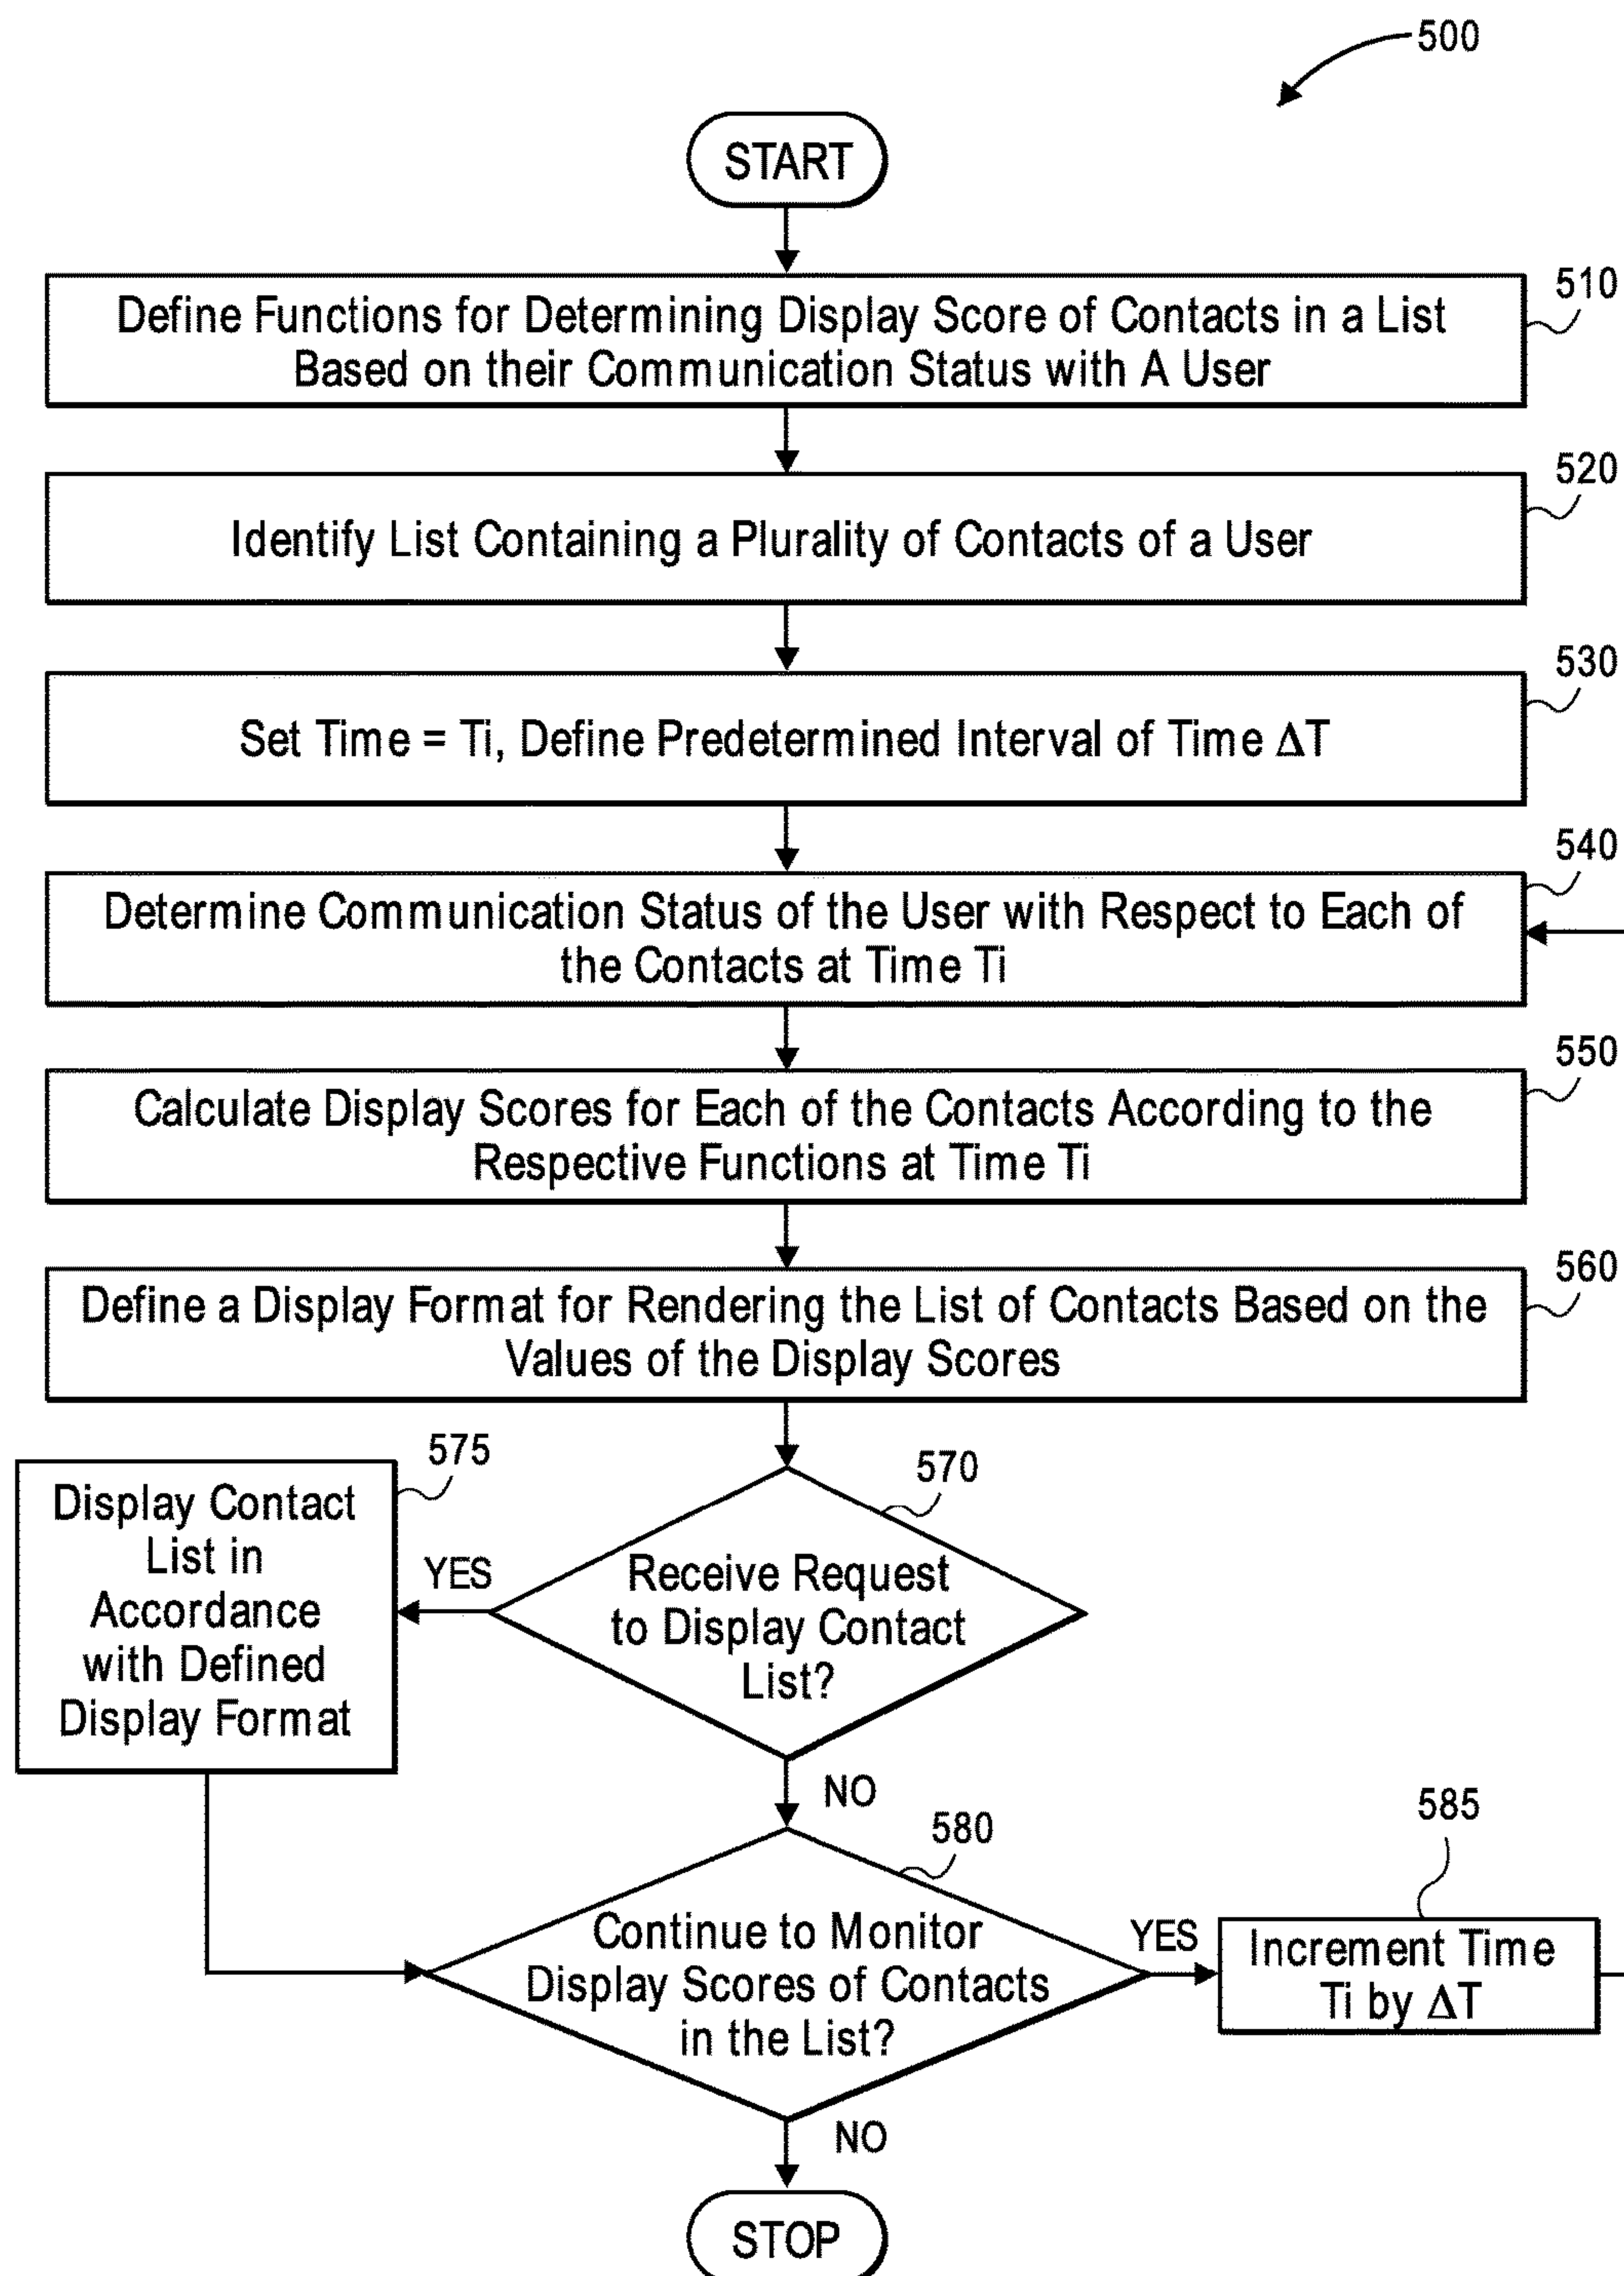 500
START
510
Define Functions for Determining Display Score of Contacts in a List
Based on their Communication Status with A User
520
Identify List Containing a Plurality of Contacts of a User
530
Set Time = Ti, Define Predetermined Interval of Time ΔT
540
Determine Communication Status of the User with Respect to Each of
the Contacts at Time Ti
550
Calculate Display Scores for Each of the Contacts According to the
Respective Functions at Time Ti
560
Define a Display Format for Rendering the List of Contacts Based on the
Values of the Display Scores
575
Display Contact
List in
Accordance
with Defined
Display Format
YES
570
Receive Request
to Display Contact
List?
NO
580
Continue to Monitor
Display Scores of Contacts
in the List?
YES
585
Increment Time
Ti by ΔT
NO
STOP